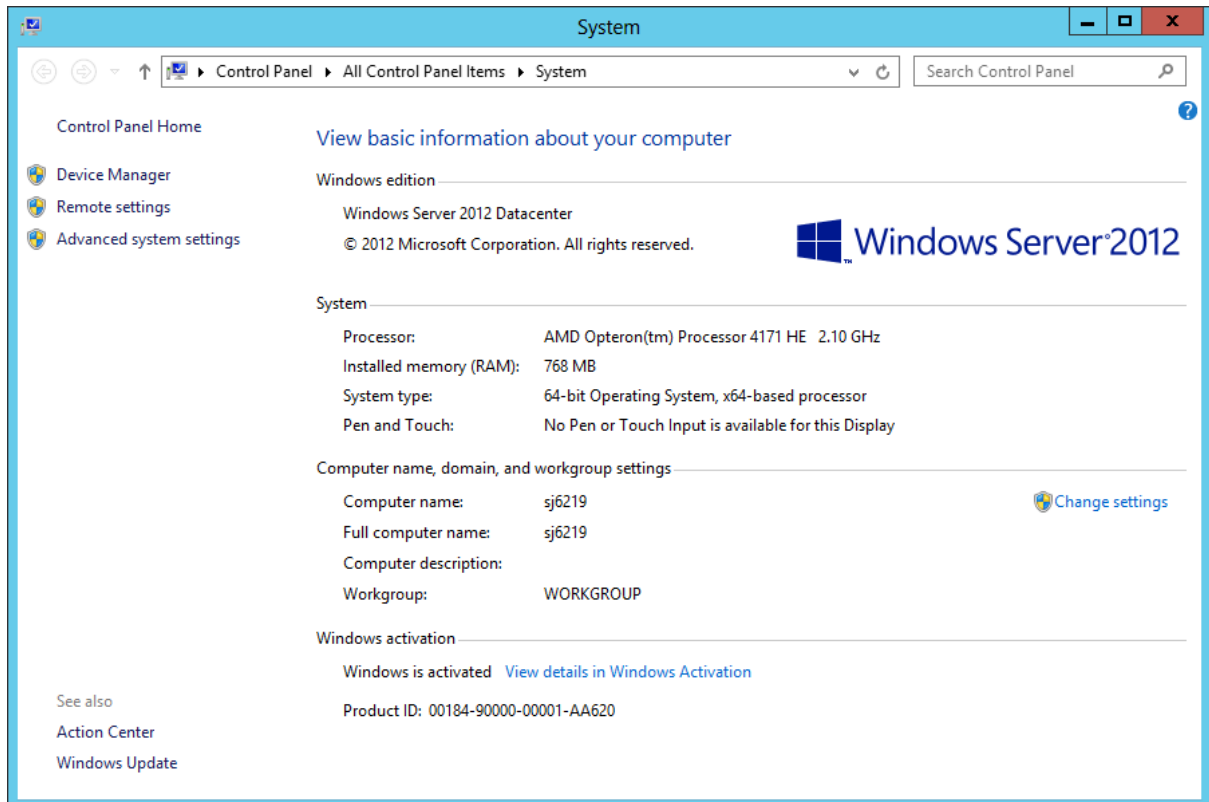 System
Control Panel ▸ All Control Panel Items ▸ System
Search Control Panel
Control Panel Home
Device Manager
Remote settings
Advanced system settings
See also
Action Center
Windows Update
View basic information about your computer
Windows edition
Windows Server 2012 Datacenter
© 2012 Microsoft Corporation. All rights reserved.
Windows Server 2012
System
Processor: AMD Opteron(tm) Processor 4171 HE 2.10 GHz
Installed memory (RAM): 768 MB
System type: 64-bit Operating System, x64-based processor
Pen and Touch: No Pen or Touch Input is available for this Display
Computer name, domain, and workgroup settings
Computer name: sj6219
Change settings
Full computer name: sj6219
Computer description:
Workgroup: WORKGROUP
Windows activation
Windows is activated View details in Windows Activation
Product ID: 00184-90000-00001-AA620